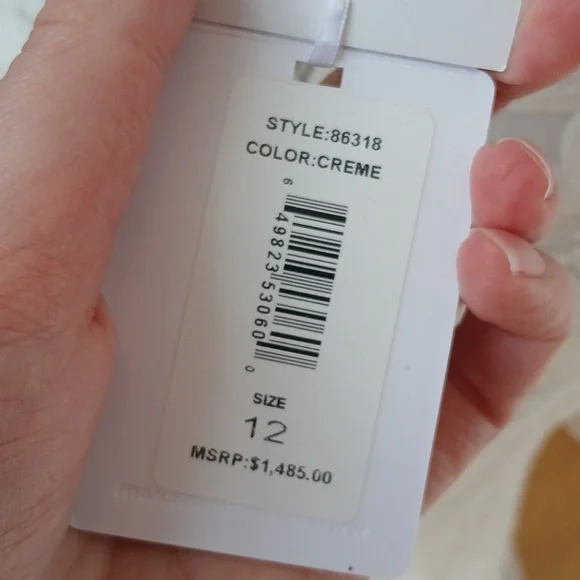 STYLE:86318
COLOR:CREME
6 49823 53060 0
SIZE
12
MSRP:$1,485.00